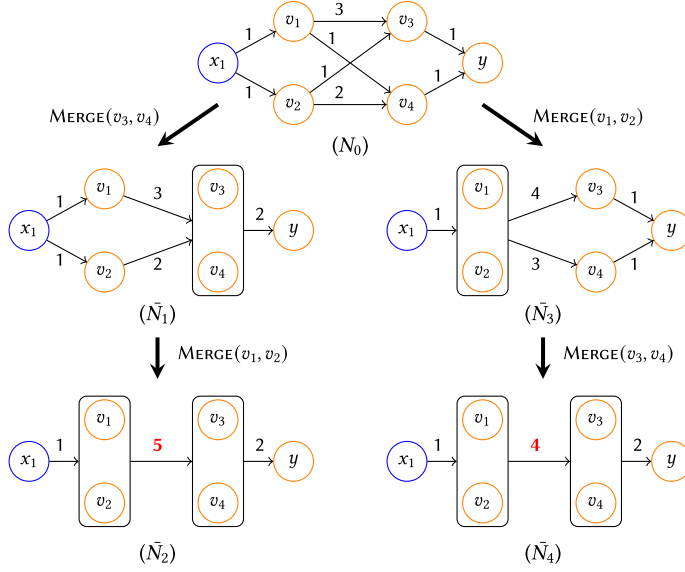 v₁ 3 v₃
1 1 1
x₁ y
1 1 1
v₂ 2 v₄
(N₀)
MERGE(v₃, v₄) MERGE(v₁, v₂)
v₁ 3 v₃
1
x₁ 2 y
1
v₂ 2 v₄
(N̄₁)
v₁ 4 v₃
1
x₁ 1 y
1
v₂ 3 v₄
(N̄₃)
MERGE(v₁, v₂) MERGE(v₃, v₄)
v₁ v₃
x₁ 1 5 2 y
v₂ v₄
(N̄₂)
v₁ v₃
x₁ 1 4 2 y
v₂ v₄
(N̄₄)